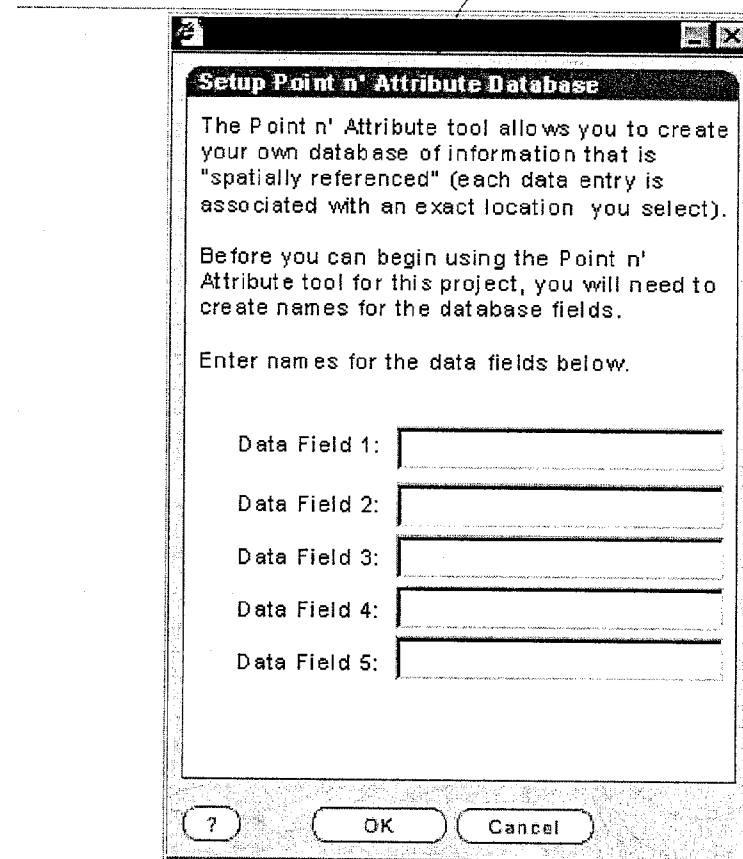 Setup Point n' Attribute Database
The Point n' Attribute tool allows you to create
your own database of information that is
"spatially referenced" (each data entry is
associated with an exact location you select).
Before you can begin using the Point n'
Attribute tool for this project, you will need to
create names for the database fields.
Enter names for the data fields below.
Data Field 1:
Data Field 2:
Data Field 3:
Data Field 4:
Data Field 5:
? OK Cancel